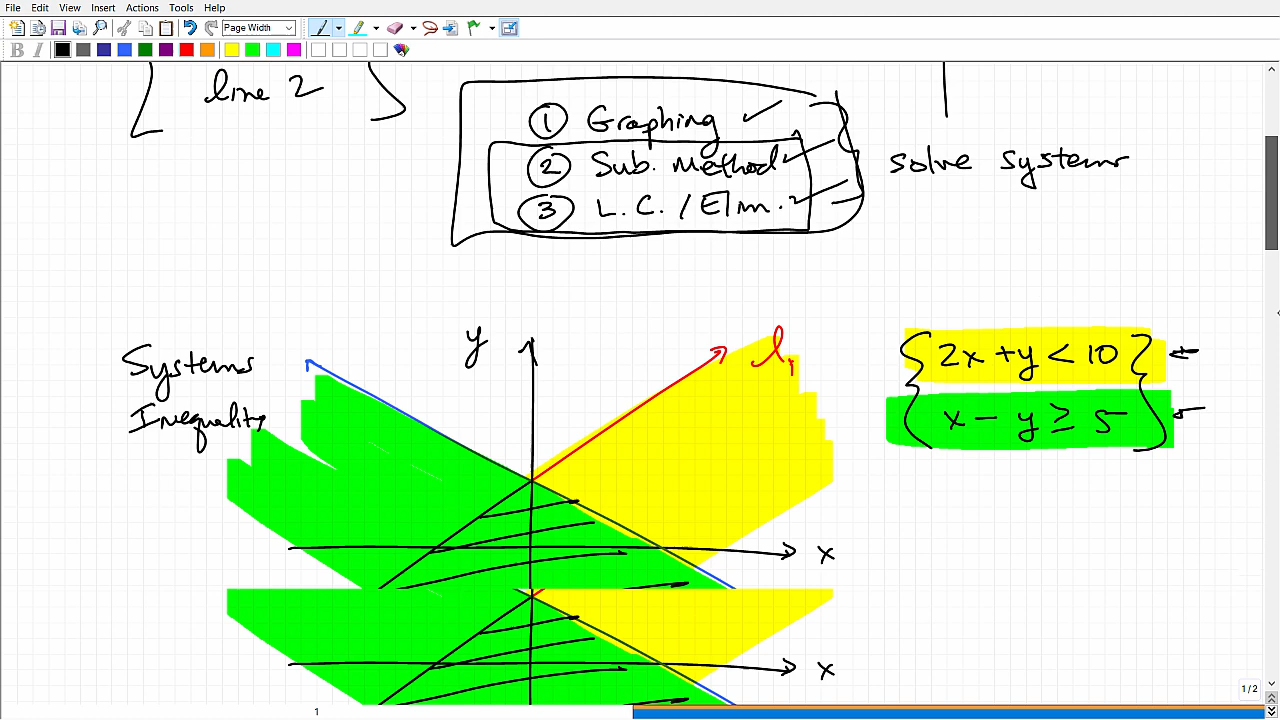 File Edit View Insert Actions Tools Help
Page Width
B I
line 2
① Graphing
② Sub. Method
③ L.C. / Elim.
solve systems
Systems
Inequality
y
l₁
2x + y < 10
x - y ≥ 5
x
x
1/2
1